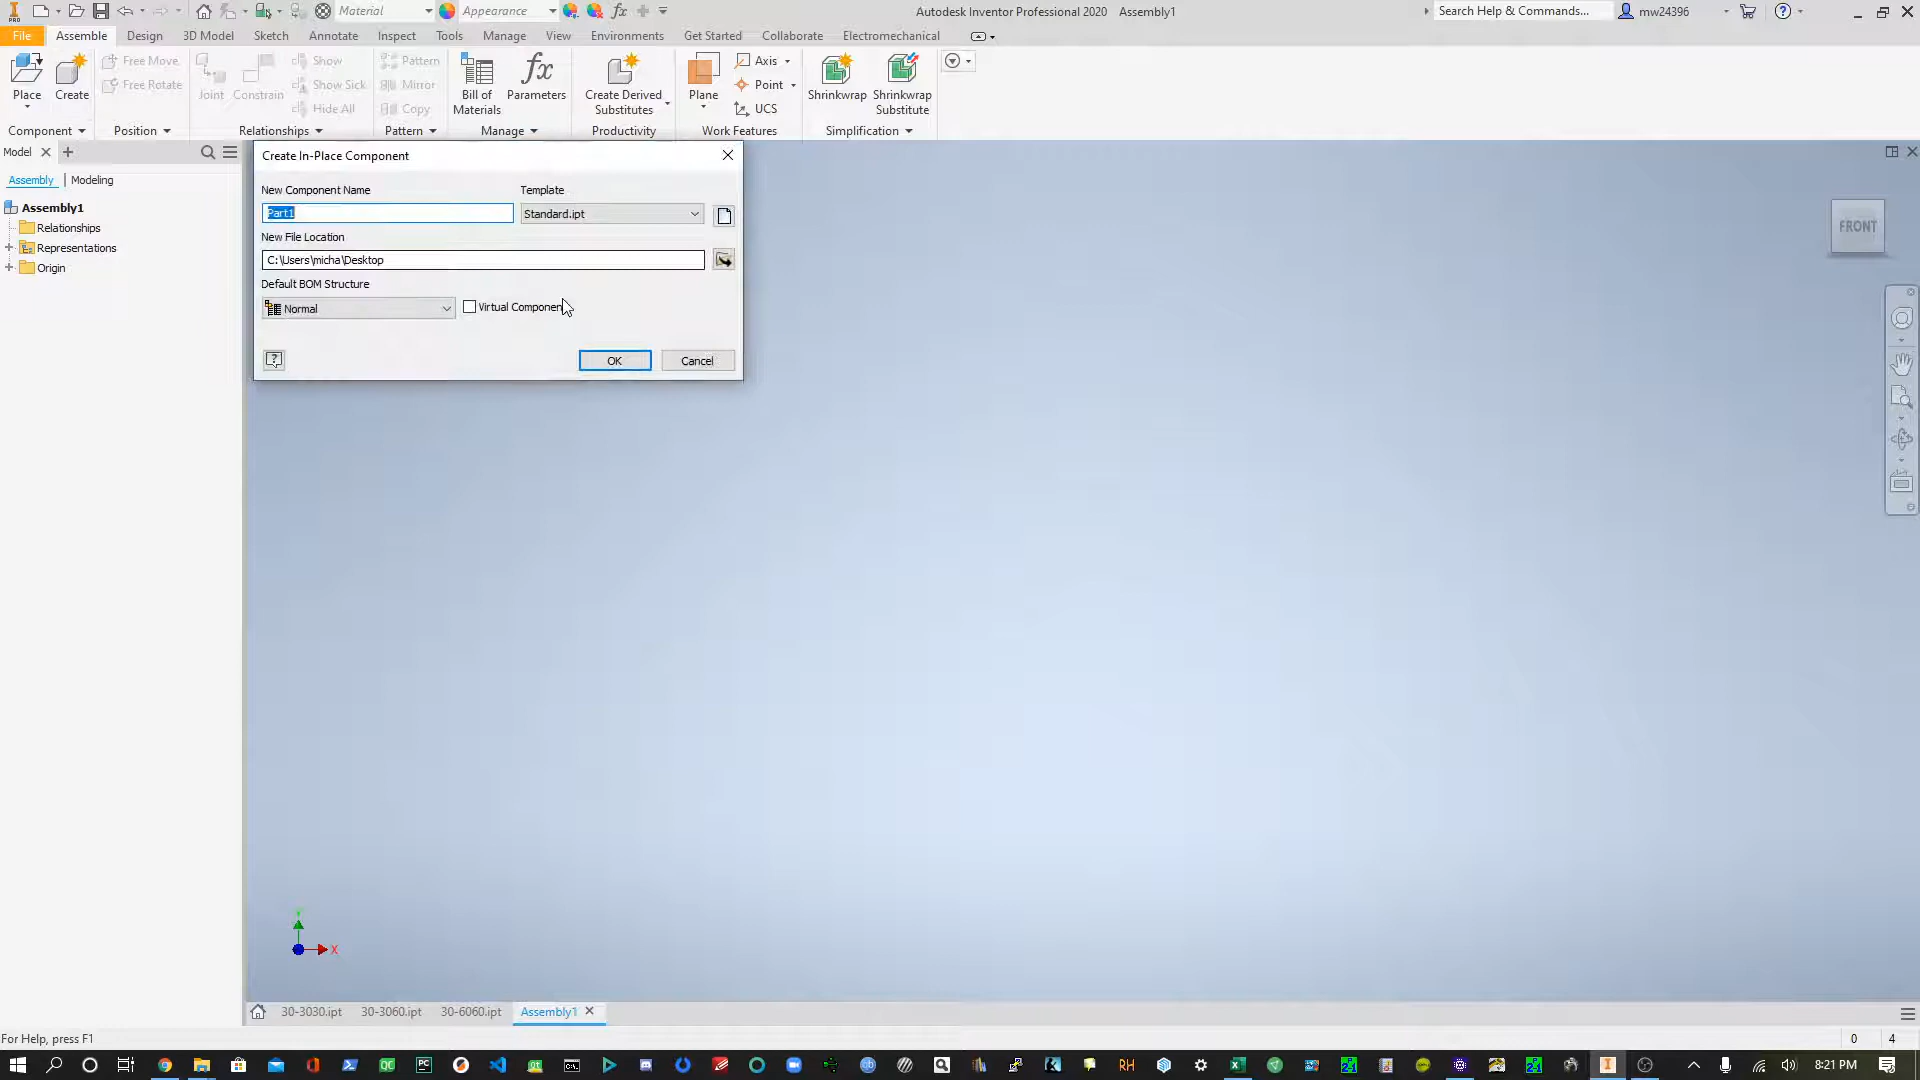 Material Appearance Autodesk Inventor Professional 2020 Assembly1 Search Help & Commands... mw24396
File Assemble Design 3D Model Sketch Annotate Inspect Tools Manage View Environments Get Started Collaborate Electromechanical
Place Create Free Move Free Rotate Joint Constrain Show Show Sick Hide All Pattern Mirror Copy Bill of Materials Parameters Create Derived Substitutes Plane Axis Point UCS Shrinkwrap Shrinkwrap Substitute
Component Position Relationships Pattern Manage Productivity Work Features Simplification
Model
Assembly Modeling
Assembly1
Relationships
Representations
Origin
Create In-Place Component
New Component Name Template
Part1 Standard.ipt
New File Location
C:\Users\micha\Desktop
Default BOM Structure
Normal Virtual Component
? OK Cancel
FRONT
Y
X
30-3030.ipt 30-3060.ipt 30-6060.ipt Assembly1
For Help, press F1 0 4
8:21 PM